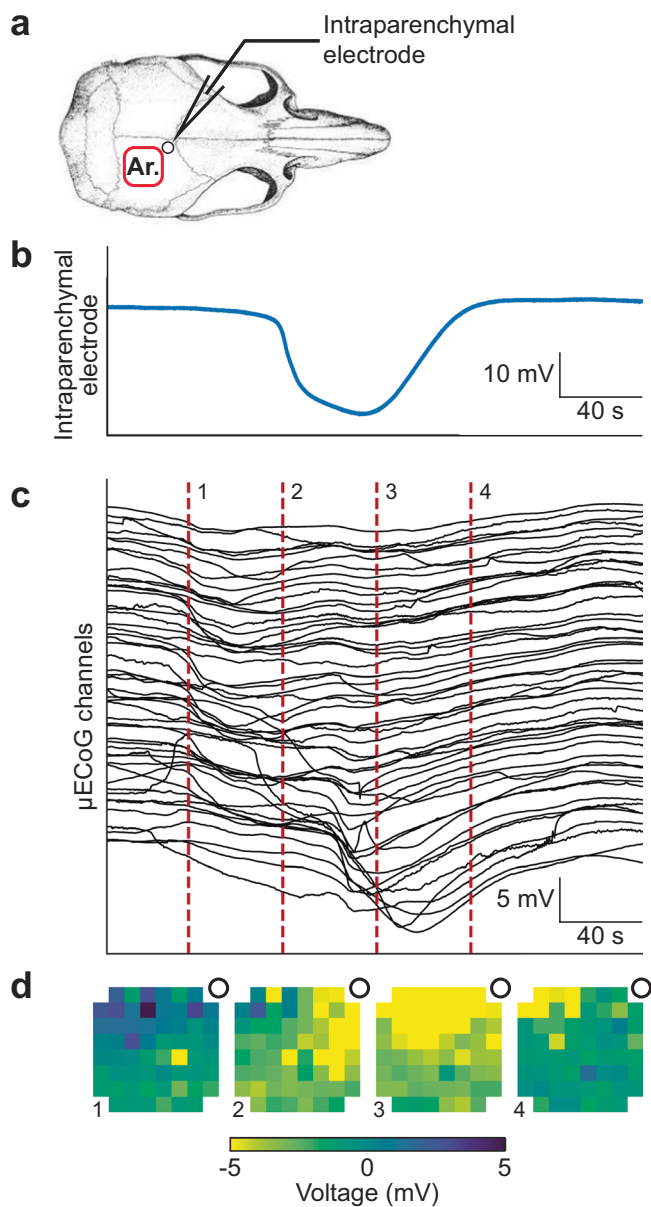 a
Intraparenchymal
electrode
Ar.
b
Intraparenchymal
electrode
10 mV
40 s
c
1 2 3 4
µECoG channels
5 mV
40 s
d
1 2 3 4
-5 0 5
Voltage (mV)